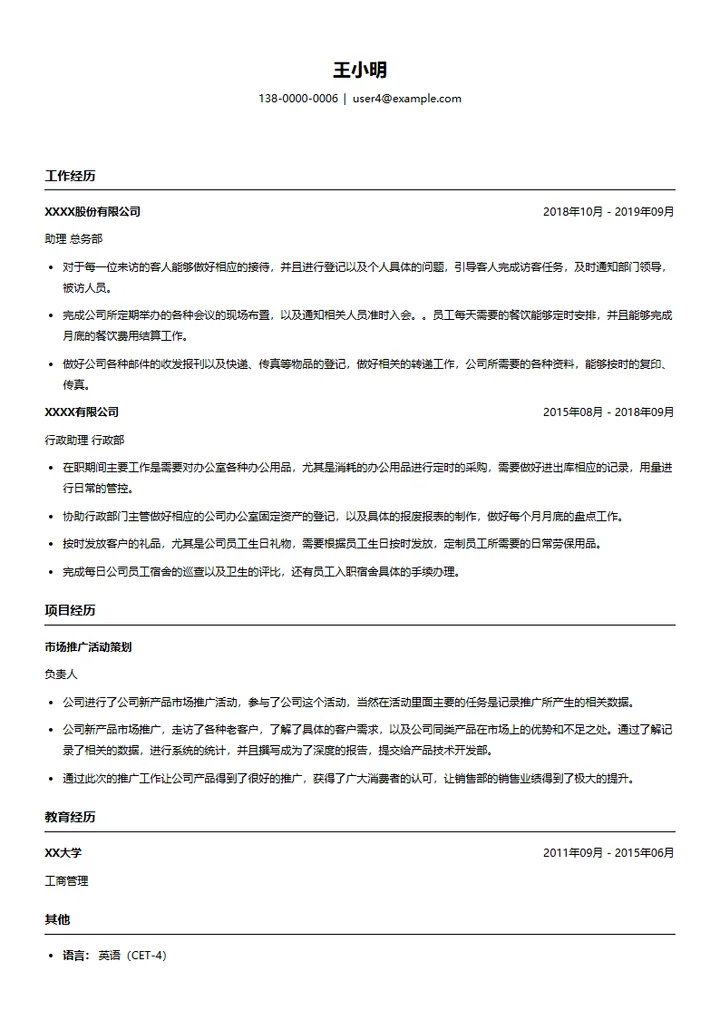 王小明
138-0000-0006 | user4@example.com
工作经历
XXXX股份有限公司 2018年10月 - 2019年09月
助理 总务部
• 对于每一位来访的客人能够做好相应的接待，并且进行登记以及个人具体的问题，引导客人完成访客任务，及时通知部门领导，
被访人员。
• 完成公司所定期举办的各种会议的现场布置，以及通知相关人员准时入会。。员工每天需要的餐饮能够定时安排，并且能够完成
月底的餐饮费用结算工作。
• 做好公司各种邮件的收发报刊以及快递、传真等物品的登记，做好相关的转递工作，公司所需要的各种资料，能够按时的复印、
传真。
XXXX有限公司 2015年08月 - 2018年09月
行政助理 行政部
• 在职期间主要工作是需要对办公室各种办公用品，尤其是消耗的办公用品进行定时的采购，需要做好进出库相应的记录，用量进
行日常的管控。
• 协助行政部门主管做好相应的公司办公室固定资产的登记，以及具体的报废报表的制作，做好每个月月底的盘点工作。
• 按时发放客户的礼品，尤其是公司员工生日礼物，需要根据员工生日按时发放，定制员工所需要的日常劳保用品。
• 完成每日公司员工宿舍的巡查以及卫生的评比，还有员工入职宿舍具体的手续办理。
项目经历
市场推广活动策划
负责人
• 公司进行了公司新产品市场推广活动，参与了公司这个活动，当然在活动里面主要的任务是记录推广所产生的相关数据。
• 公司新产品市场推广，走访了各种老客户，了解了具体的客户需求，以及公司同类产品在市场上的优势和不足之处。通过了解记
录了相关的数据，进行系统的统计，并且撰写成为了深度的报告，提交给产品技术开发部。
• 通过此次的推广工作让公司产品得到了很好的推广，获得了广大消费者的认可，让销售部的销售业绩得到了极大的提升。
教育经历
XX大学 2011年09月 - 2015年06月
工商管理
其他
• 语言： 英语（CET-4）